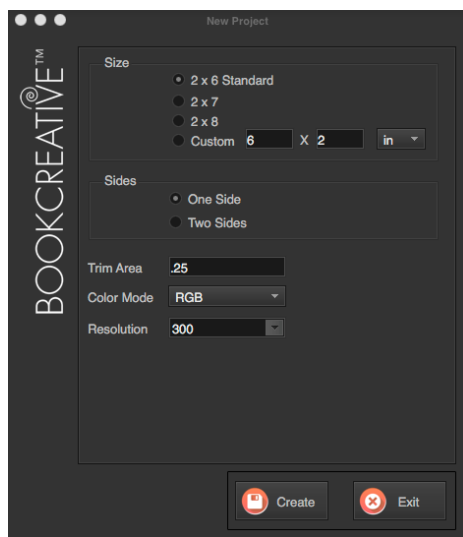 New Project
BOOKCREATIVE™
Size
2 x 6 Standard
2 x 7
2 x 8
Custom 6 X 2 in
Sides
One Side
Two Sides
Trim Area .25
Color Mode RGB
Resolution 300
Create Exit